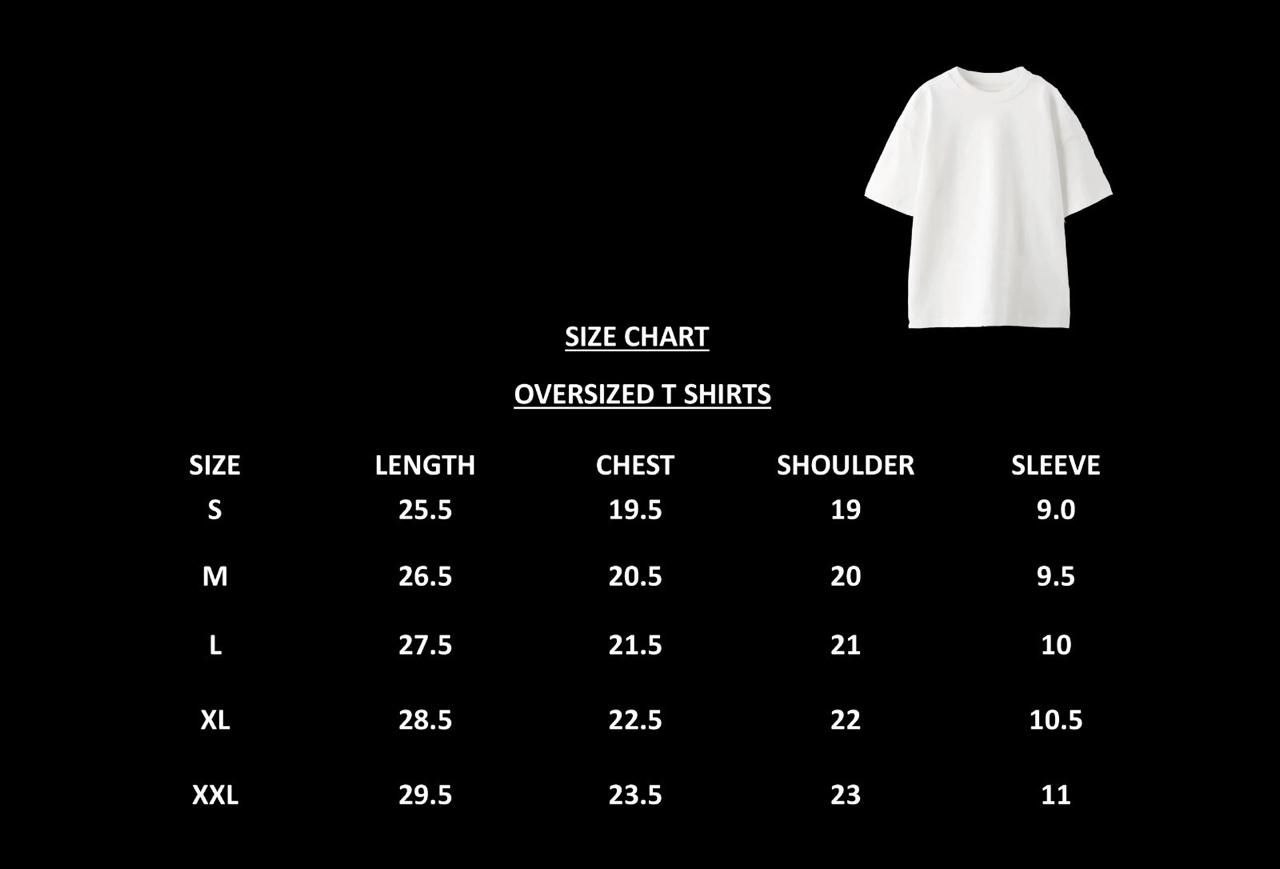 SIZE CHART
OVERSIZED T SHIRTS
SIZE LENGTH CHEST SHOULDER SLEEVE
S 25.5 19.5 19 9.0
M 26.5 20.5 20 9.5
L 27.5 21.5 21 10
XL 28.5 22.5 22 10.5
XXL 29.5 23.5 23 11